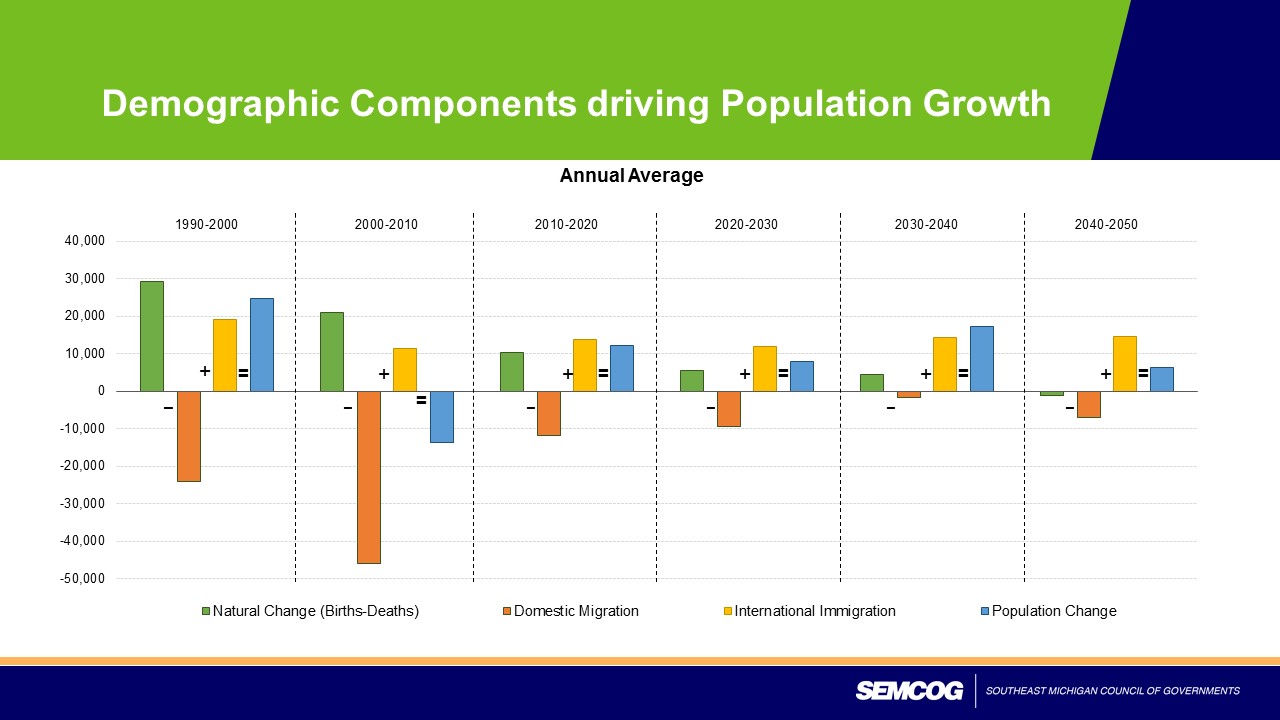 Demographic Components driving Population Growth
Annual Average
1990-2000 2000-2010 2010-2020 2020-2030 2030-2040 2040-2050
40,000
30,000
20,000
10,000
0
-10,000
-20,000
-30,000
-40,000
-50,000
– + = – + = – + = – + = – + = – + =
Natural Change (Births-Deaths) Domestic Migration International Immigration Population Change
SEMCOG SOUTHEAST MICHIGAN COUNCIL OF GOVERNMENTS